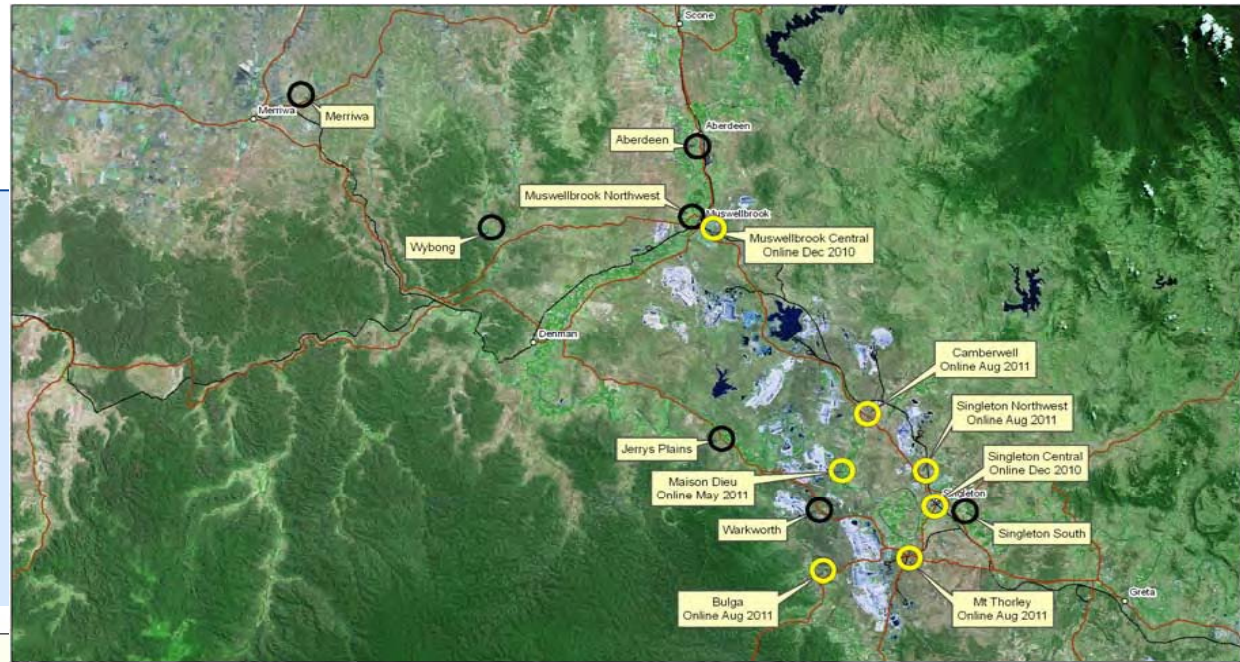 Scone
Merriwa
Merriwa
Aberdeen
Aberdeen
Muswellbrook Northwest
Muswellbrook
Wybong
Muswellbrook Central
Online Dec 2010
Denman
Camberwell
Online Aug 2011
Singleton Northwest
Online Aug 2011
Jerrys Plains
Singleton Central
Online Dec 2010
Maison Dieu
Online May 2011
Singleton
Warkworth
Singleton South
Bulga
Online Aug 2011
Mt Thorley
Online Aug 2011
Greta